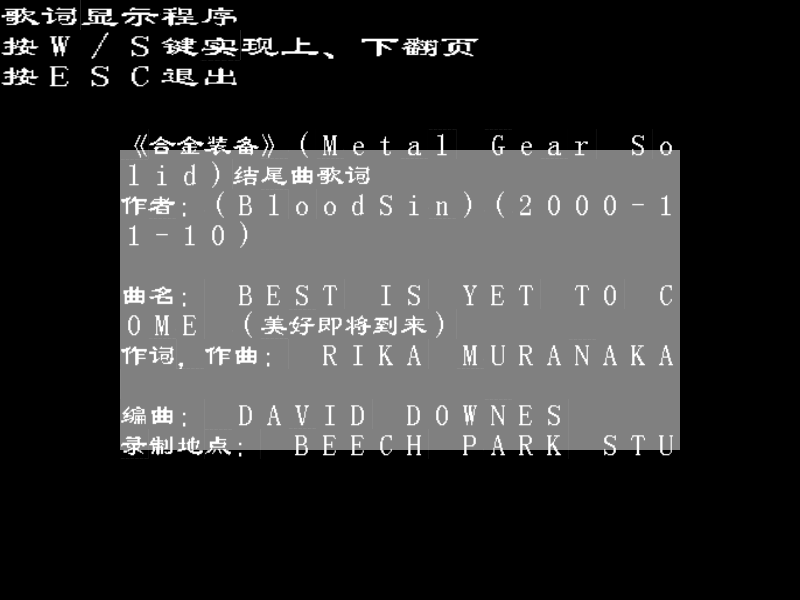 歌词显示程序
按W/S键实现上、下翻页
按ESC退出
《合金装备》(Metal Gear So
lid)结尾曲歌词
作者:(BloodSin)(2000-1
1-10)
曲名: BEST IS YET TO C
OME (美好即将到来)
作词,作曲: RIKA MURANAKA
编曲: DAVID DOWNES
录制地点: BEECH PARK STU